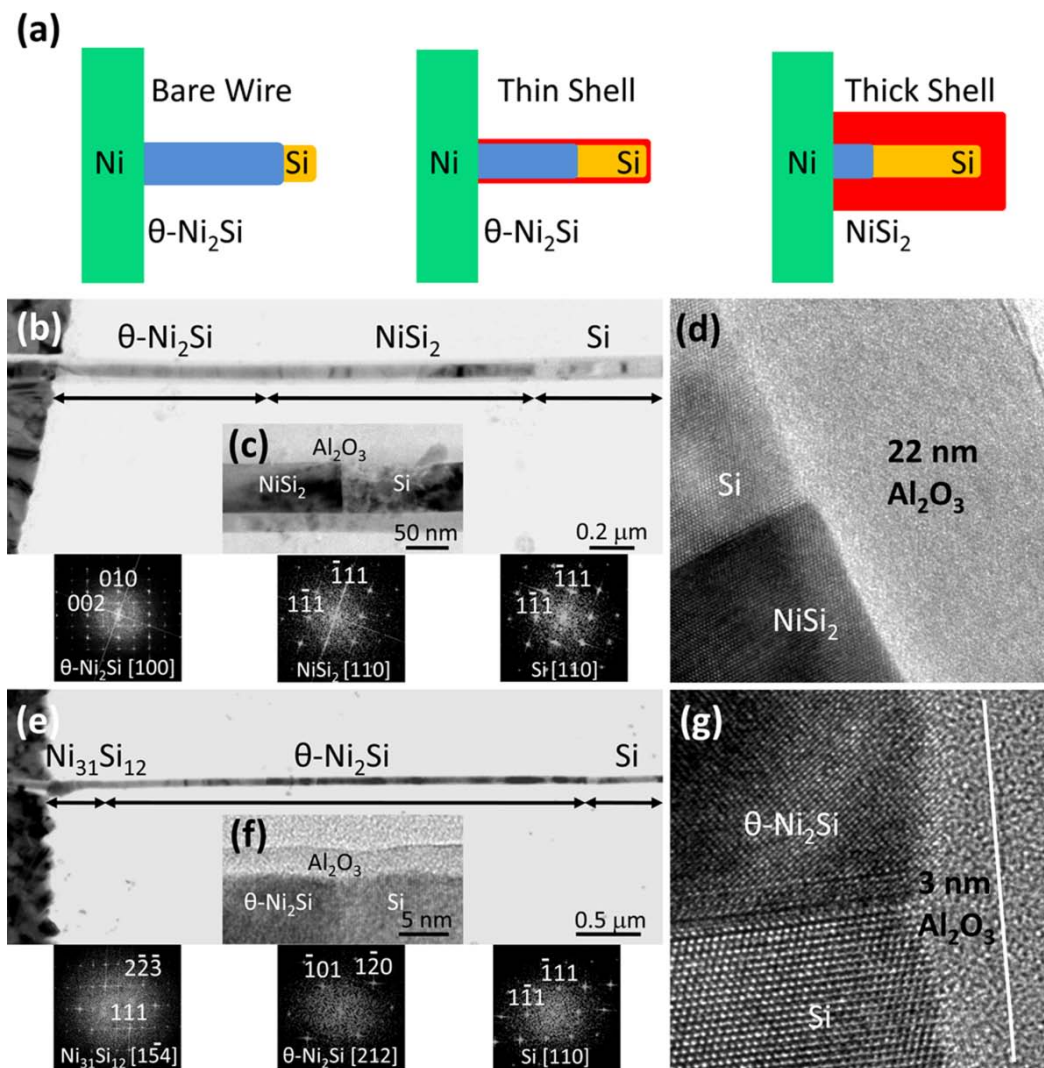 (a)
Bare Wire
Thin Shell
Thick Shell
Ni
Si
Ni
Si
Ni
Si
θ-Ni₂Si
θ-Ni₂Si
NiSi₂
(b)
θ-Ni₂Si
NiSi₂
Si
(c)
Al₂O₃
NiSi₂
Si
50 nm
0.2 μm
010
002
θ-Ni₂Si [100]
1̄11
11̄1
NiSi₂ [110]
1̄11
11̄1
Si [110]
(d)
22 nm
Al₂O₃
Si
NiSi₂
(e)
Ni₃₁Si₁₂
θ-Ni₂Si
Si
(f)
Al₂O₃
θ-Ni₂Si
Si
5 nm
0.5 μm
22̄3̄
111
Ni₃₁Si₁₂ [15̄4̄]
1̄01
12̄0
θ-Ni₂Si [212]
1̄11
11̄1
Si [110]
(g)
θ-Ni₂Si
3 nm
Al₂O₃
Si